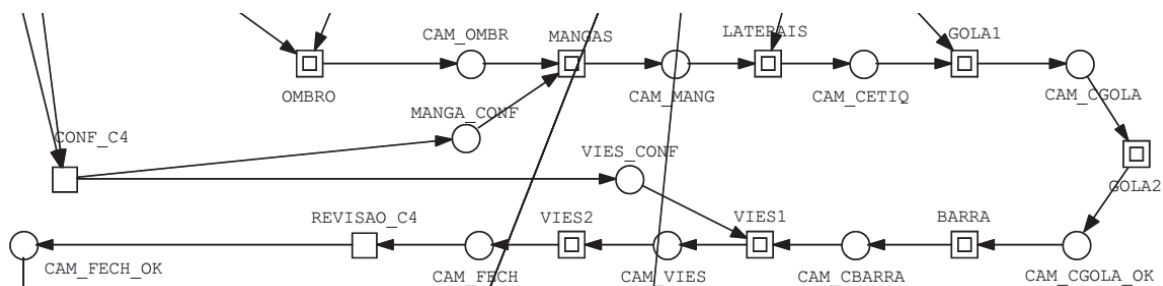 CAM_OMBR
MANGAS
LATERAIS
GOLA1
OMBRO
CAM_MANG
CAM_CETIQ
CAM_CGOLA
MANGA_CONF
CONF_C4
VIES_CONF
GOLA2
REVISAO_C4
VIES2
VIES1
BARRA
CAM_FECH_OK
CAM_FECH
CAM_VIES
CAM_CBARRA
CAM_CGOLA_OK